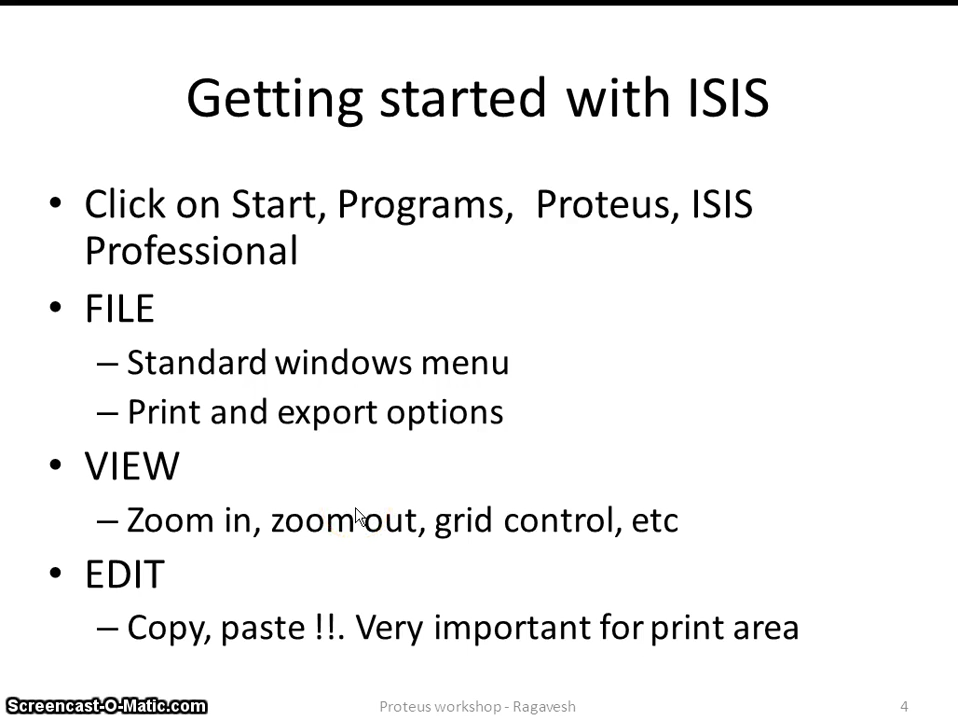 Getting started with ISIS
• Click on Start, Programs, Proteus, ISIS
Professional
• FILE
– Standard windows menu
– Print and export options
• VIEW
– Zoom in, zoom out, grid control, etc
• EDIT
– Copy, paste !!. Very important for print area
Screencast-O-Matic.com
Proteus workshop - Ragavesh
4